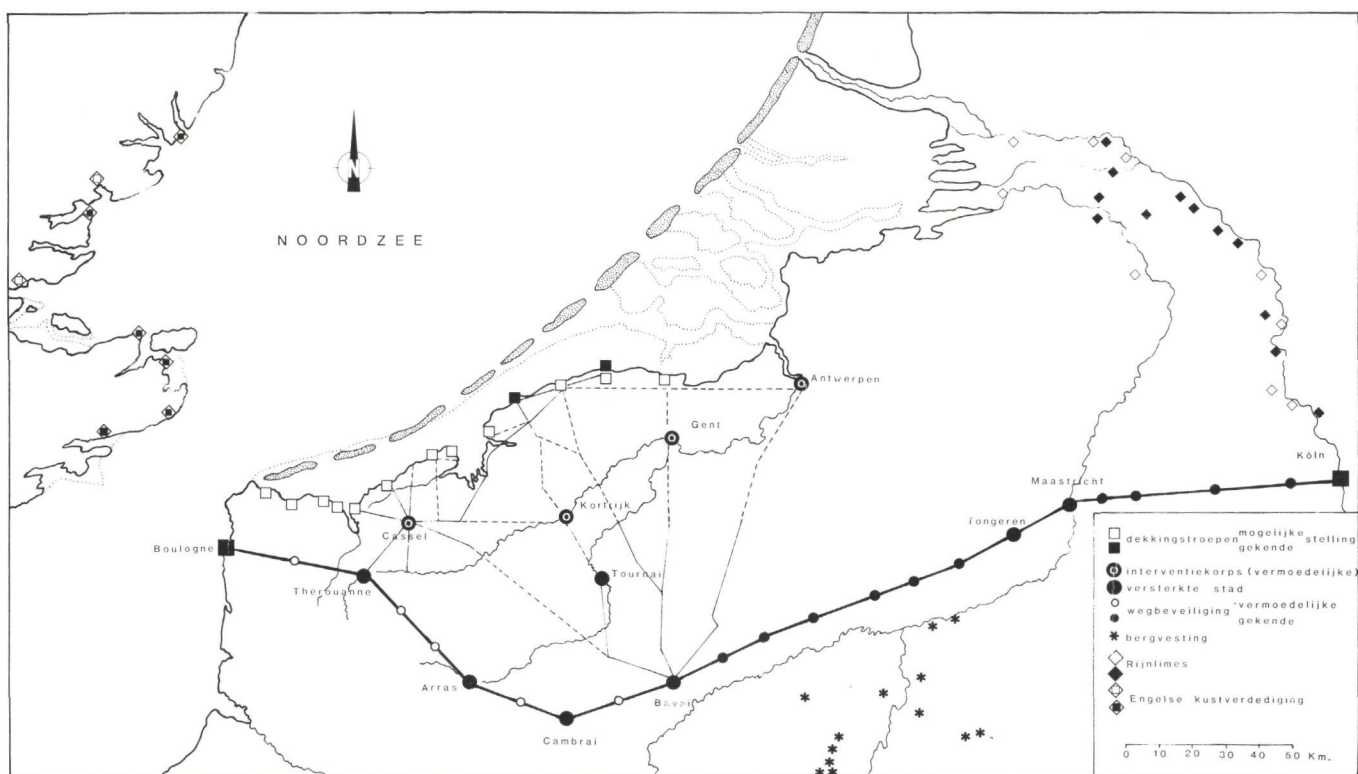 N
NOORDZEE
Antwerpen
Gent
Köln
Maastricht
Kortrijk
Tongeren
Cassel
Boulogne
Tournai
Thérouanne
Arras
Bavai
Cambrai
dekkingstroepen mogelijke stelling
gekende
interventiekorps (vermoedelijke)
versterkte stad
wegbeveiliging vermoedelijke
gekende
bergvesting
Rijnlimes
Engelse kustverdediging
0 10 20 30 40 50 Km.